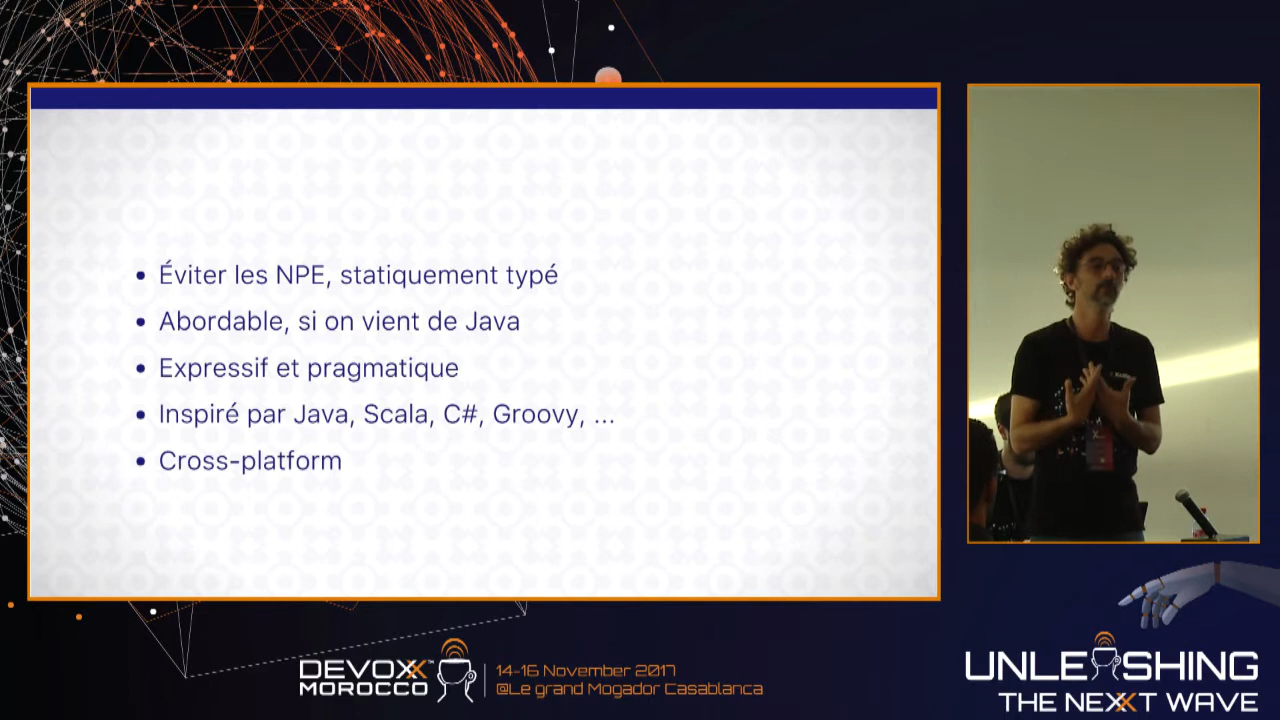 • Éviter les NPE, statiquement typé
• Abordable, si on vient de Java
• Expressif et pragmatique
• Inspiré par Java, Scala, C#, Groovy, ...
• Cross-platform
DEVOXX™
MOROCCO
14-16 November 2017
@Le grand Mogador Casablanca
UNLEASHING
THE NEXXT WAVE